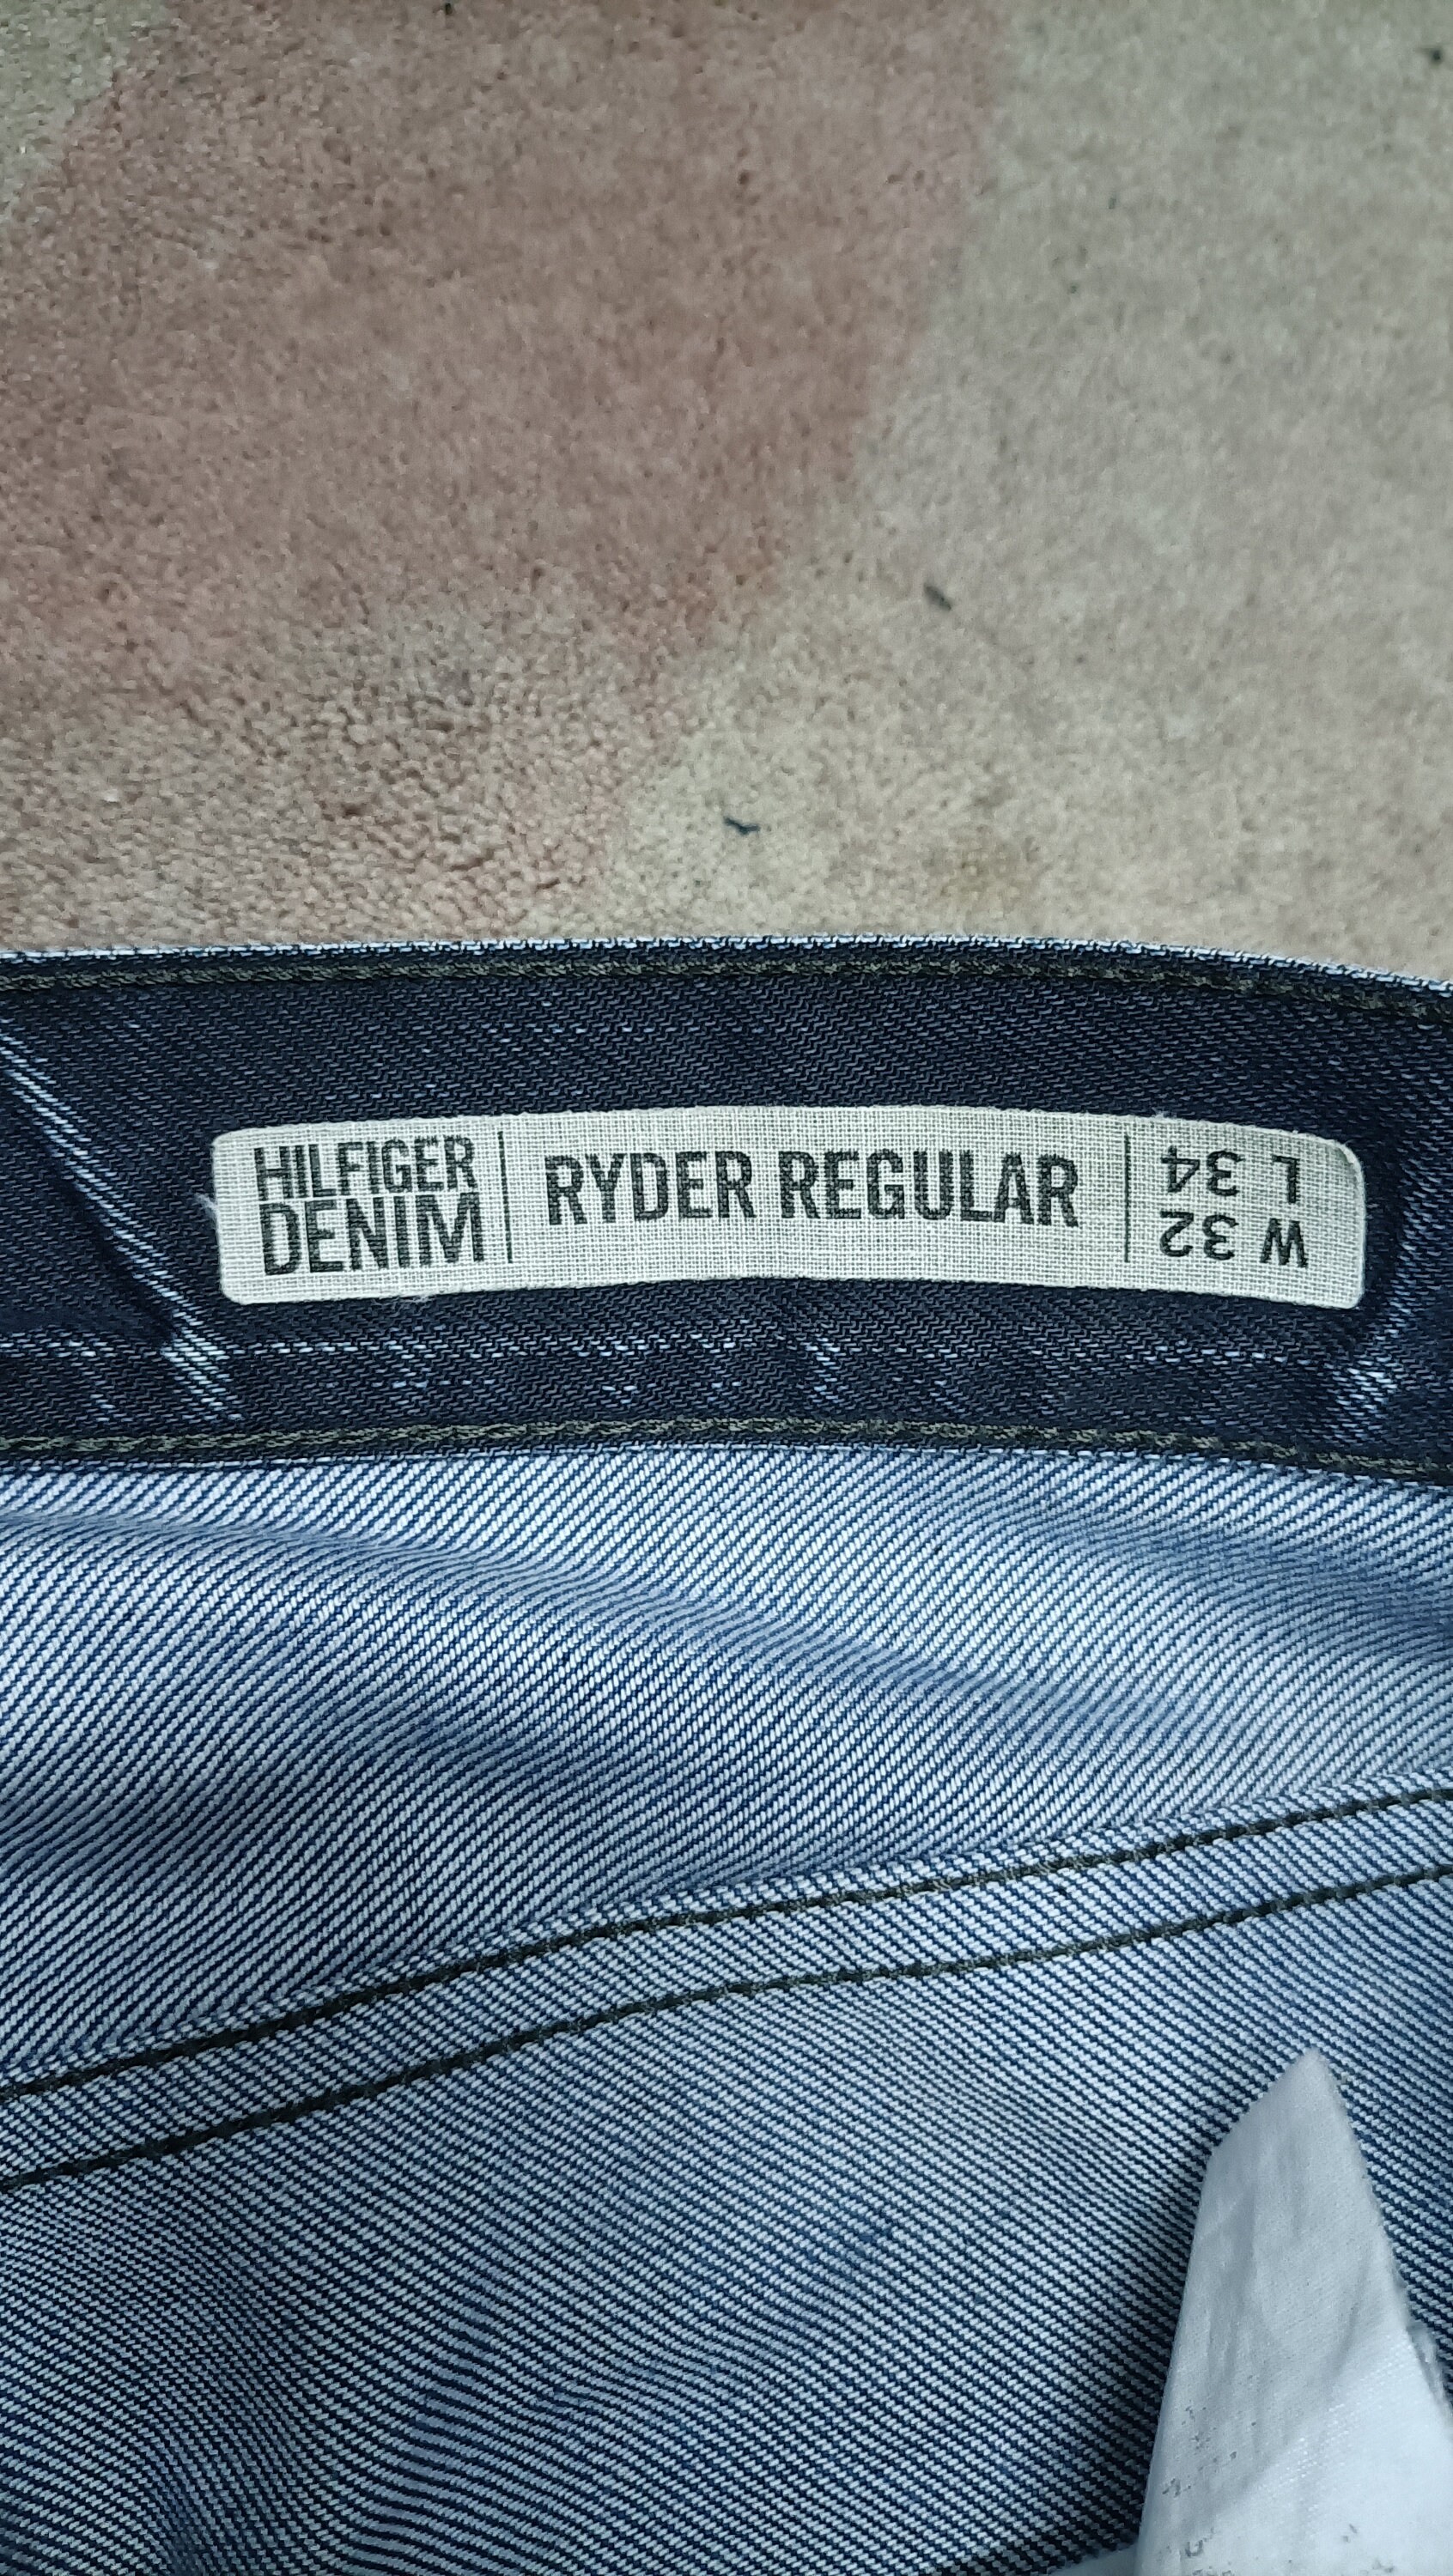 HILFIGER
DENIM
RYDER REGULAR
W 32
L 34